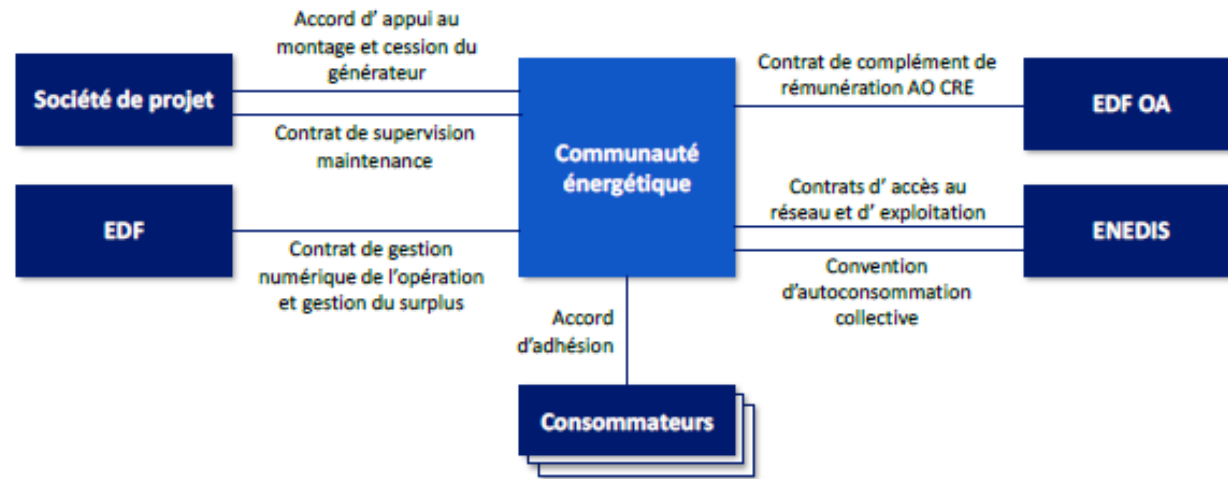 Accord d' appui au
montage et cession du
générateur
Société de projet
Contrat de supervision
maintenance
EDF
Contrat de gestion
numérique de l'opération
et gestion du surplus
Communauté
énergétique
Accord
d'adhésion
Consommateurs
Contrat de complément de
rémunération AO CRE
EDF OA
Contrats d' accès au
réseau et d' exploitation
ENEDIS
Convention
d'autoconsommation
collective